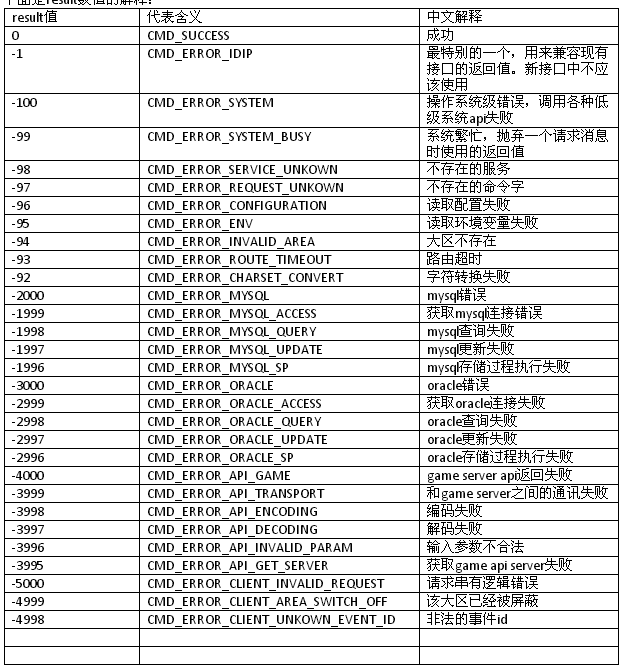 下面是result数值的解释：
result值 代表含义 中文解释
0 CMD_SUCCESS 成功
-1 CMD_ERROR_IDIP 最特别的一个，用来兼容现有
接口的返回值。新接口中不应
该使用
-100 CMD_ERROR_SYSTEM 操作系统级错误，调用各种低
级系统api失败
-99 CMD_ERROR_SYSTEM_BUSY 系统繁忙，抛弃一个请求消息
时使用的返回值
-98 CMD_ERROR_SERVICE_UNKOWN 不存在的服务
-97 CMD_ERROR_REQUEST_UNKOWN 不存在的命令字
-96 CMD_ERROR_CONFIGURATION 读取配置失败
-95 CMD_ERROR_ENV 读取环境变量失败
-94 CMD_ERROR_INVALID_AREA 大区不存在
-93 CMD_ERROR_ROUTE_TIMEOUT 路由超时
-92 CMD_ERROR_CHARSET_CONVERT 字符转换失败
-2000 CMD_ERROR_MYSQL mysql错误
-1999 CMD_ERROR_MYSQL_ACCESS 获取mysql连接错误
-1998 CMD_ERROR_MYSQL_QUERY mysql查询失败
-1997 CMD_ERROR_MYSQL_UPDATE mysql更新失败
-1996 CMD_ERROR_MYSQL_SP mysql存储过程执行失败
-3000 CMD_ERROR_ORACLE oracle错误
-2999 CMD_ERROR_ORACLE_ACCESS 获取oracle连接失败
-2998 CMD_ERROR_ORACLE_QUERY oracle查询失败
-2997 CMD_ERROR_ORACLE_UPDATE oracle更新失败
-2996 CMD_ERROR_ORACLE_SP oracle存储过程执行失败
-4000 CMD_ERROR_API_GAME game server api返回失败
-3999 CMD_ERROR_API_TRANSPORT 和game server之间的通讯失败
-3998 CMD_ERROR_API_ENCODING 编码失败
-3997 CMD_ERROR_API_DECODING 解码失败
-3996 CMD_ERROR_API_INVALID_PARAM 输入参数不合法
-3995 CMD_ERROR_API_GET_SERVER 获取game api server失败
-5000 CMD_ERROR_CLIENT_INVALID_REQUEST 请求串有逻辑错误
-4999 CMD_ERROR_CLIENT_AREA_SWITCH_OFF 该大区已经被屏蔽
-4998 CMD_ERROR_CLIENT_UNKOWN_EVENT_ID 非法的事件id